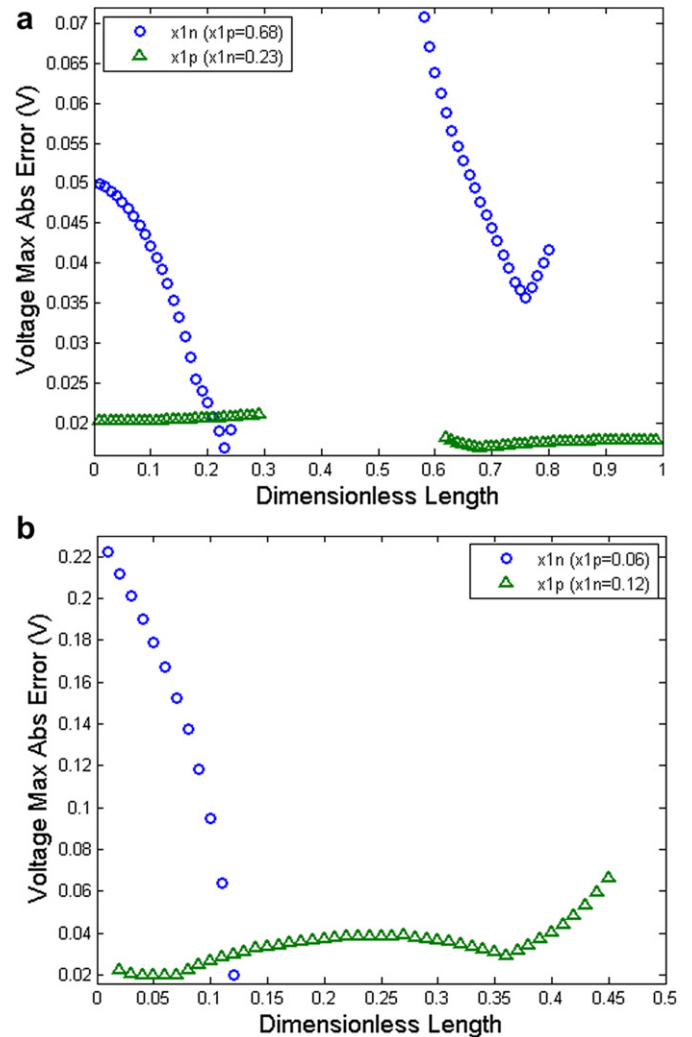 a
0.07
0.065
0.06
0.055
0.05
0.045
0.04
0.035
0.03
0.025
0.02
Voltage Max Abs Error (V)
x1n (x1p=0.68)
x1p (x1n=0.23)
0 0.1 0.2 0.3 0.4 0.5 0.6 0.7 0.8 0.9 1
Dimensionless Length
b
0.22
0.2
0.18
0.16
0.14
0.12
0.1
0.08
0.06
0.04
0.02
Voltage Max Abs Error (V)
x1n (x1p=0.06)
x1p (x1n=0.12)
0 0.05 0.1 0.15 0.2 0.25 0.3 0.35 0.4 0.45 0.5
Dimensionless Length